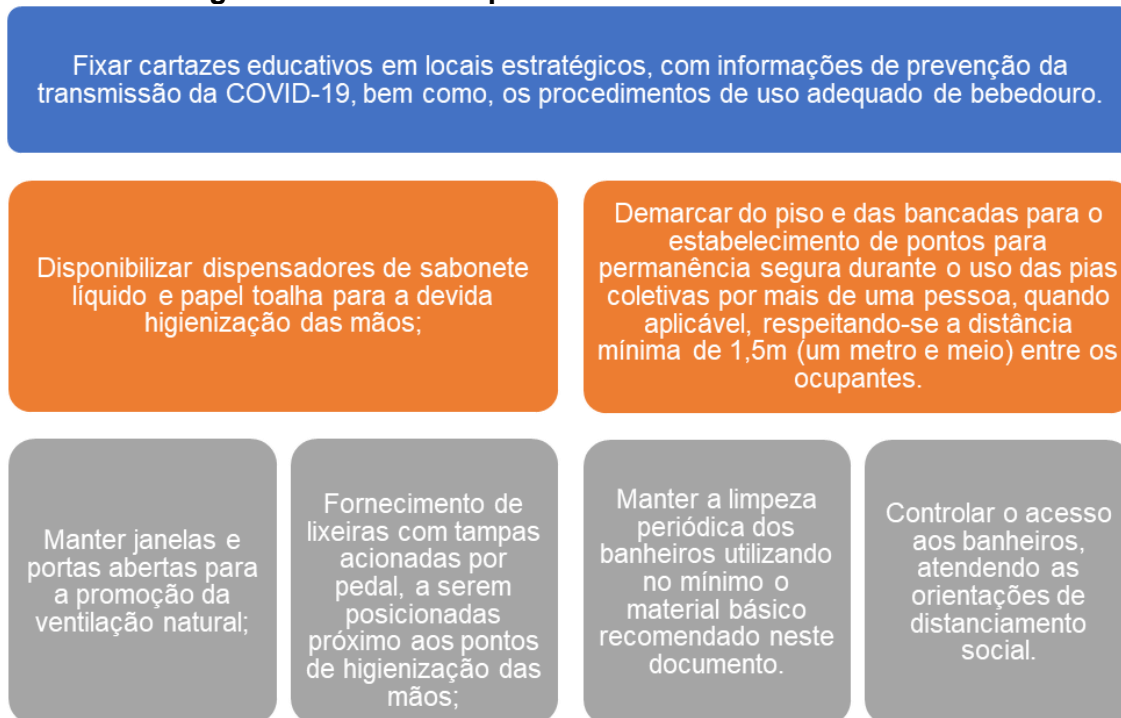 Fixar cartazes educativos em locais estratégicos, com informações de prevenção da
transmissão da COVID-19, bem como, os procedimentos de uso adequado de bebedouro.
Disponibilizar dispensadores de sabonete
líquido e papel toalha para a devida
higienização das mãos;
Demarcar do piso e das bancadas para o
estabelecimento de pontos para
permanência segura durante o uso das pias
coletivas por mais de uma pessoa, quando
aplicável, respeitando-se a distância
mínima de 1,5m (um metro e meio) entre os
ocupantes.
Manter janelas e
portas abertas para
a promoção da
ventilação natural;
Fornecimento de
lixeiras com tampas
acionadas por
pedal, a serem
posicionadas
próximo aos pontos
de higienização das
mãos;
Manter a limpeza
periódica dos
banheiros utilizando
no mínimo o
material básico
recomendado neste
documento.
Controlar o acesso
aos banheiros,
atendendo as
orientações de
distanciamento
social.